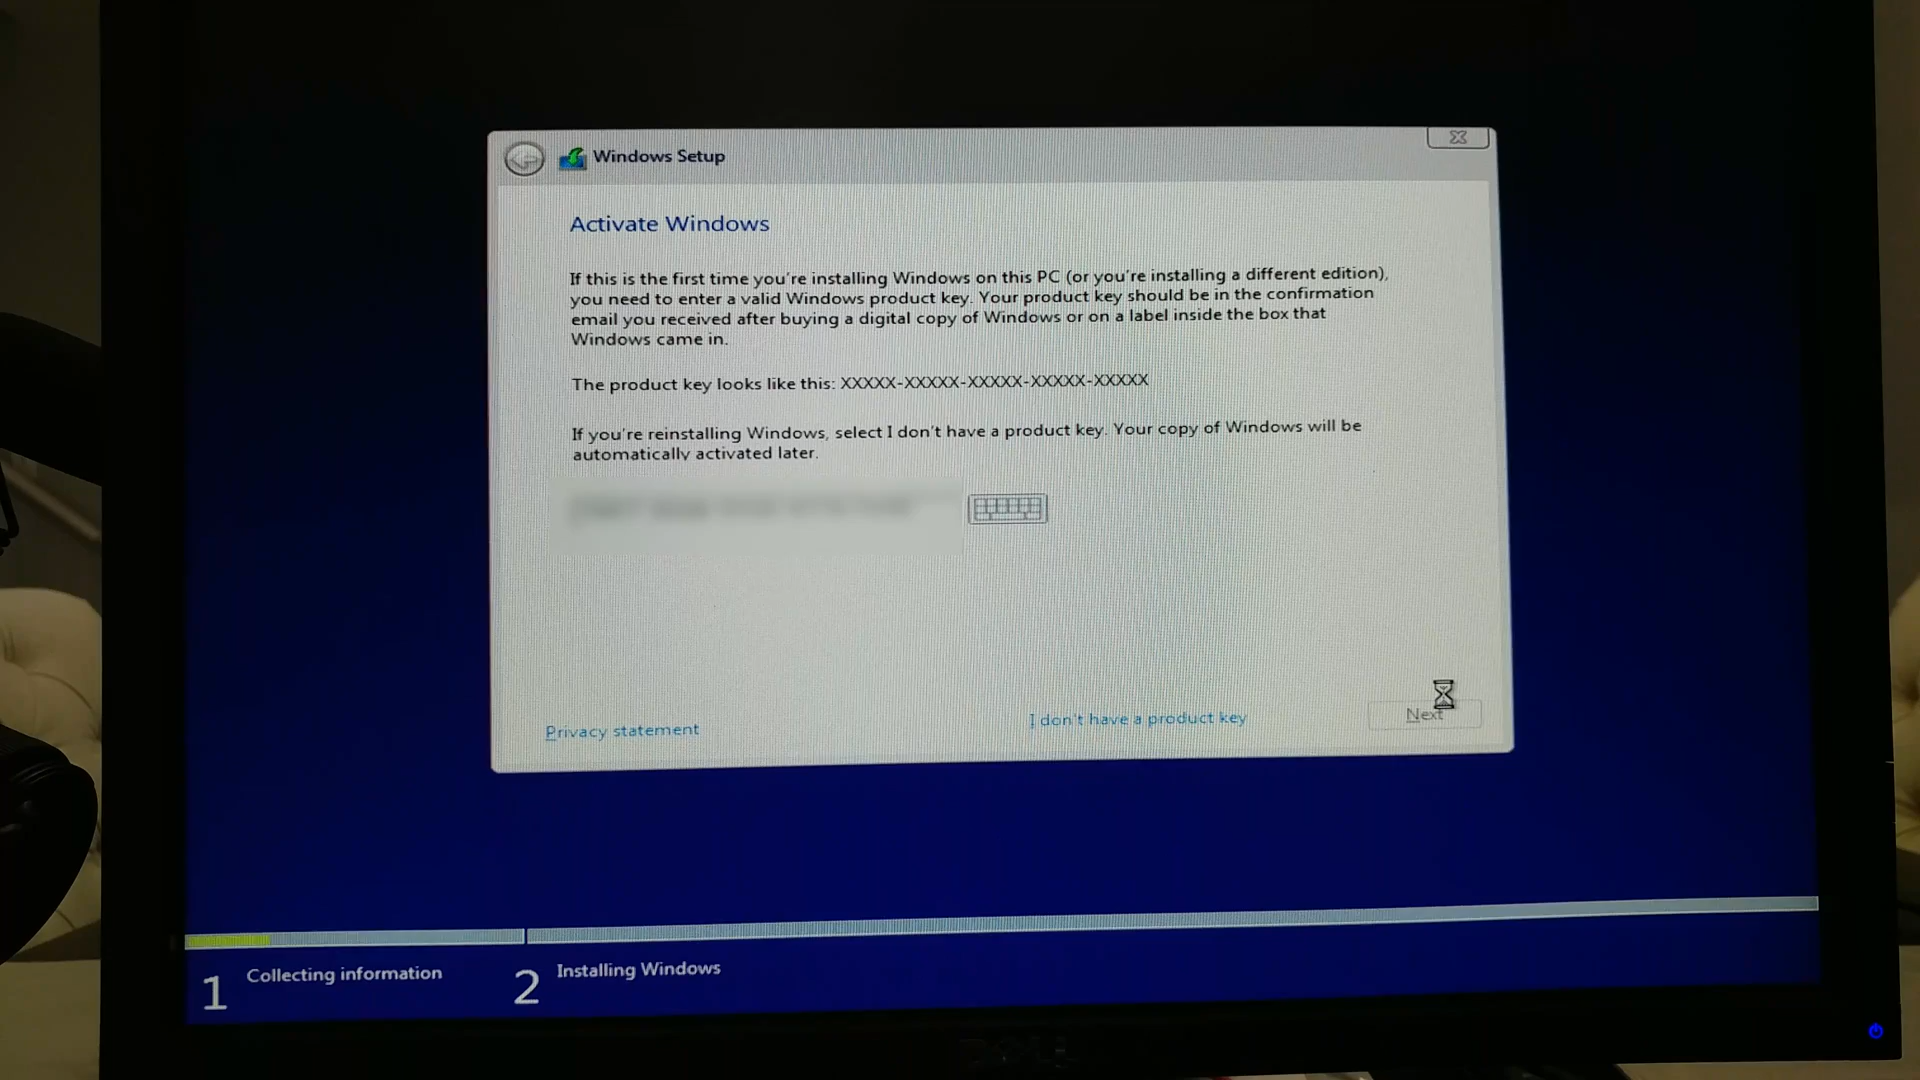 Windows Setup
Activate Windows
If this is the first time you're installing Windows on this PC (or you're installing a different edition),
you need to enter a valid Windows product key. Your product key should be in the confirmation
email you received after buying a digital copy of Windows or on a label inside the box that
Windows came in.
The product key looks like this: XXXXX-XXXXX-XXXXX-XXXXX-XXXXX
If you're reinstalling Windows, select I don't have a product key. Your copy of Windows will be
automatically activated later.
Privacy statement
I don't have a product key
Next
1 Collecting information
2 Installing Windows
DELL